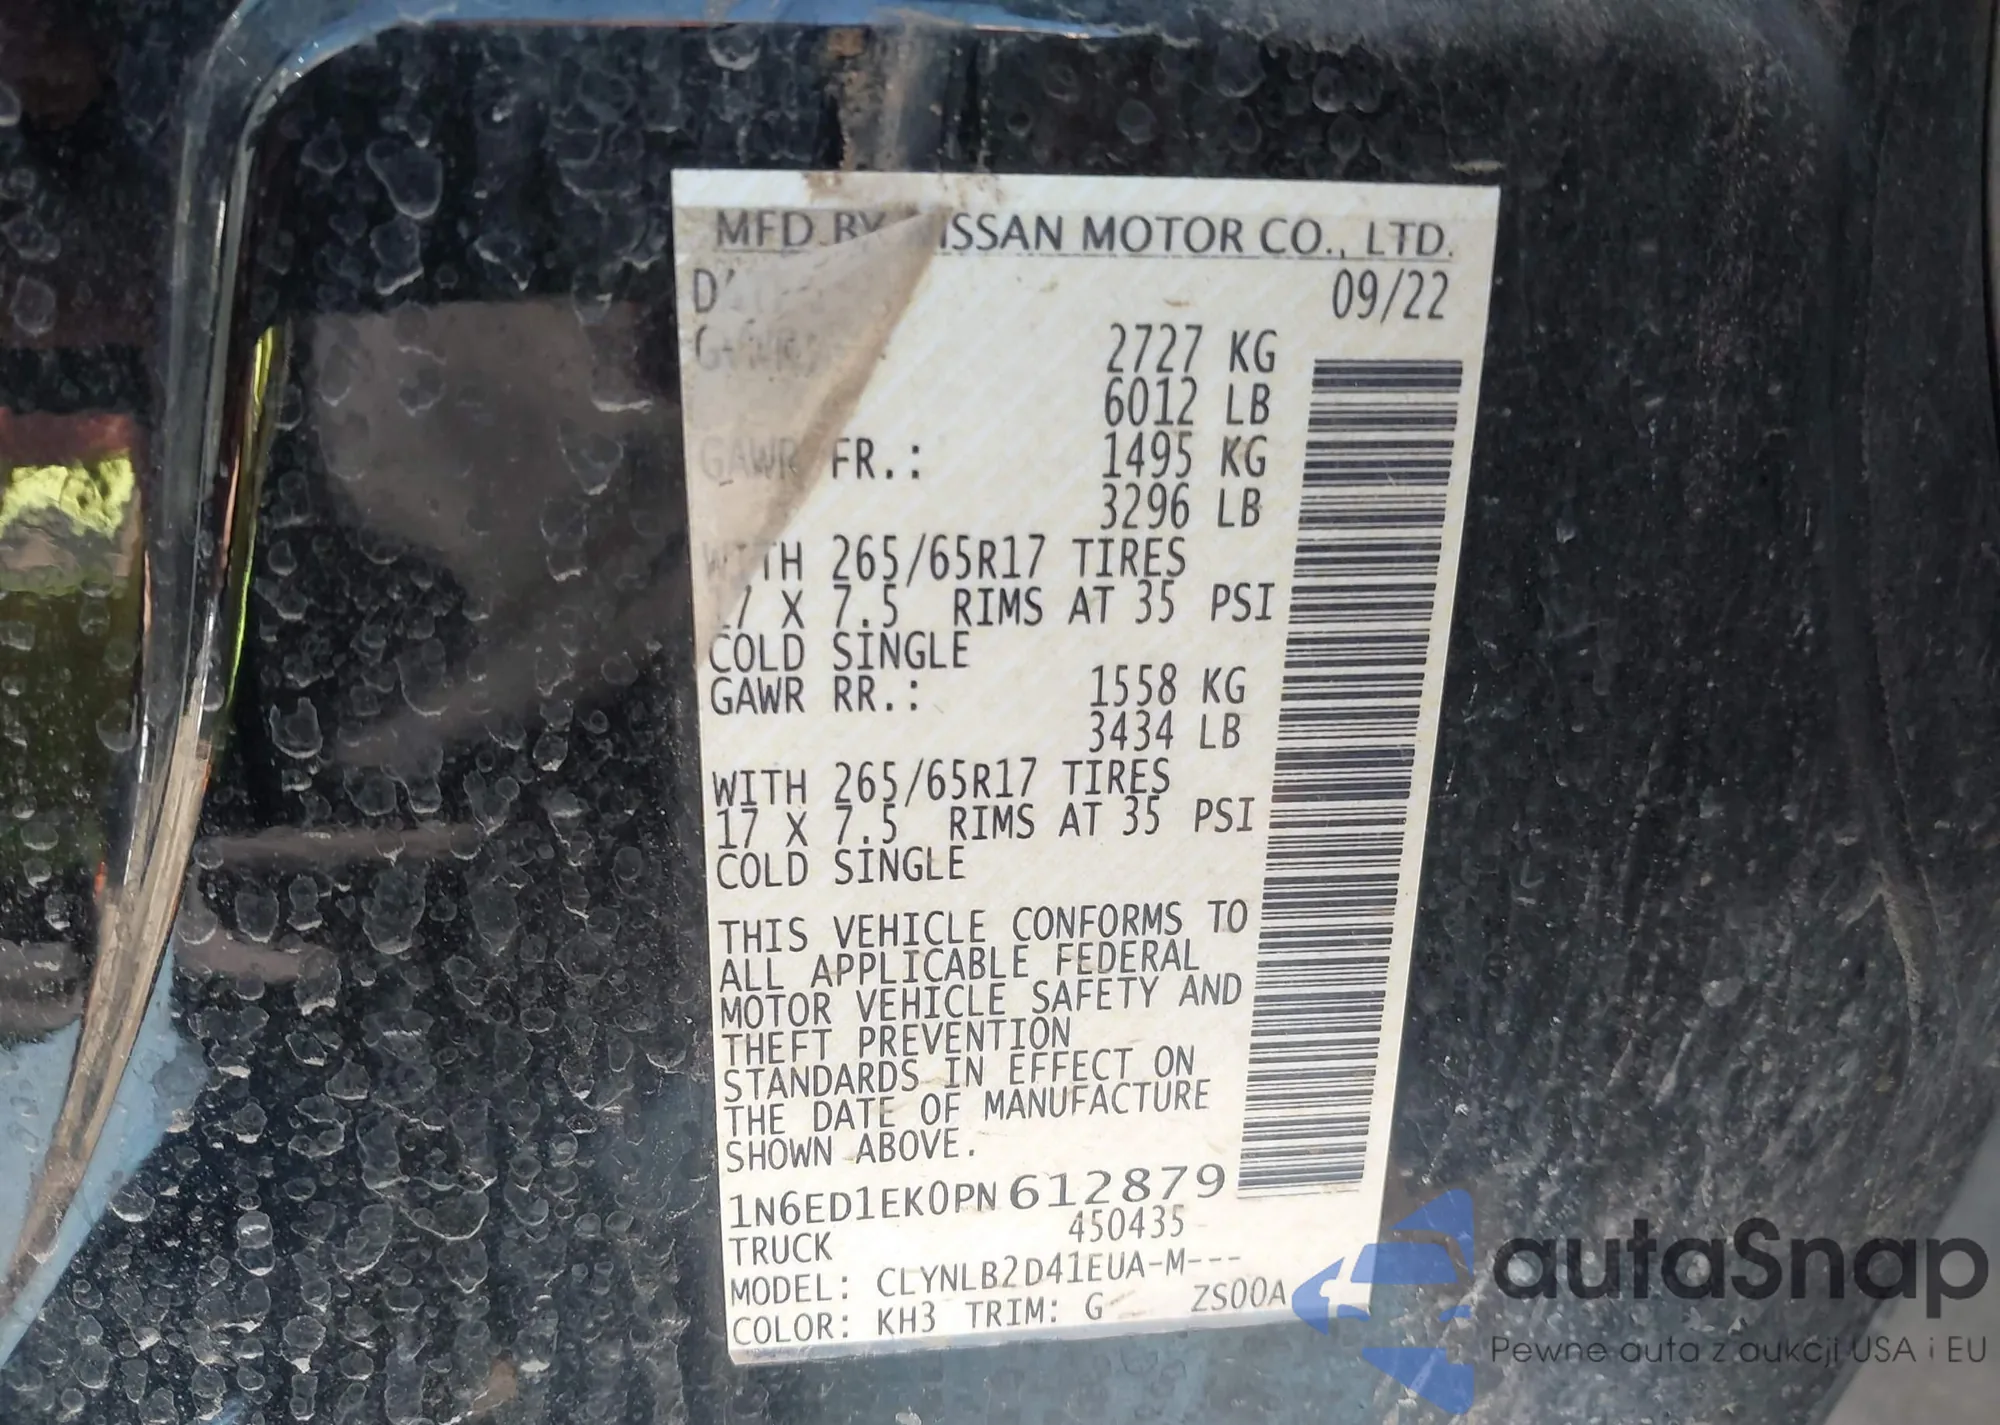 MFD BY NISSAN MOTOR CO., LTD.
09/22
2727 KG
6012 LB
GAWR FR.: 1495 KG
3296 LB
WITH 265/65R17 TIRES
17 X 7.5 RIMS AT 35 PSI
COLD SINGLE
GAWR RR.: 1558 KG
3434 LB
WITH 265/65R17 TIRES
17 X 7.5 RIMS AT 35 PSI
COLD SINGLE
THIS VEHICLE CONFORMS TO
ALL APPLICABLE FEDERAL
MOTOR VEHICLE SAFETY AND
THEFT PREVENTION
STANDARDS IN EFFECT ON
THE DATE OF MANUFACTURE
SHOWN ABOVE.
1N6ED1EK0PN612879
450435
TRUCK
MODEL: CLYNLB2D41EUA-M---
COLOR: KH3 TRIM: G ZS00A
autaSnap
Pewne auta z aukcji USA i EU